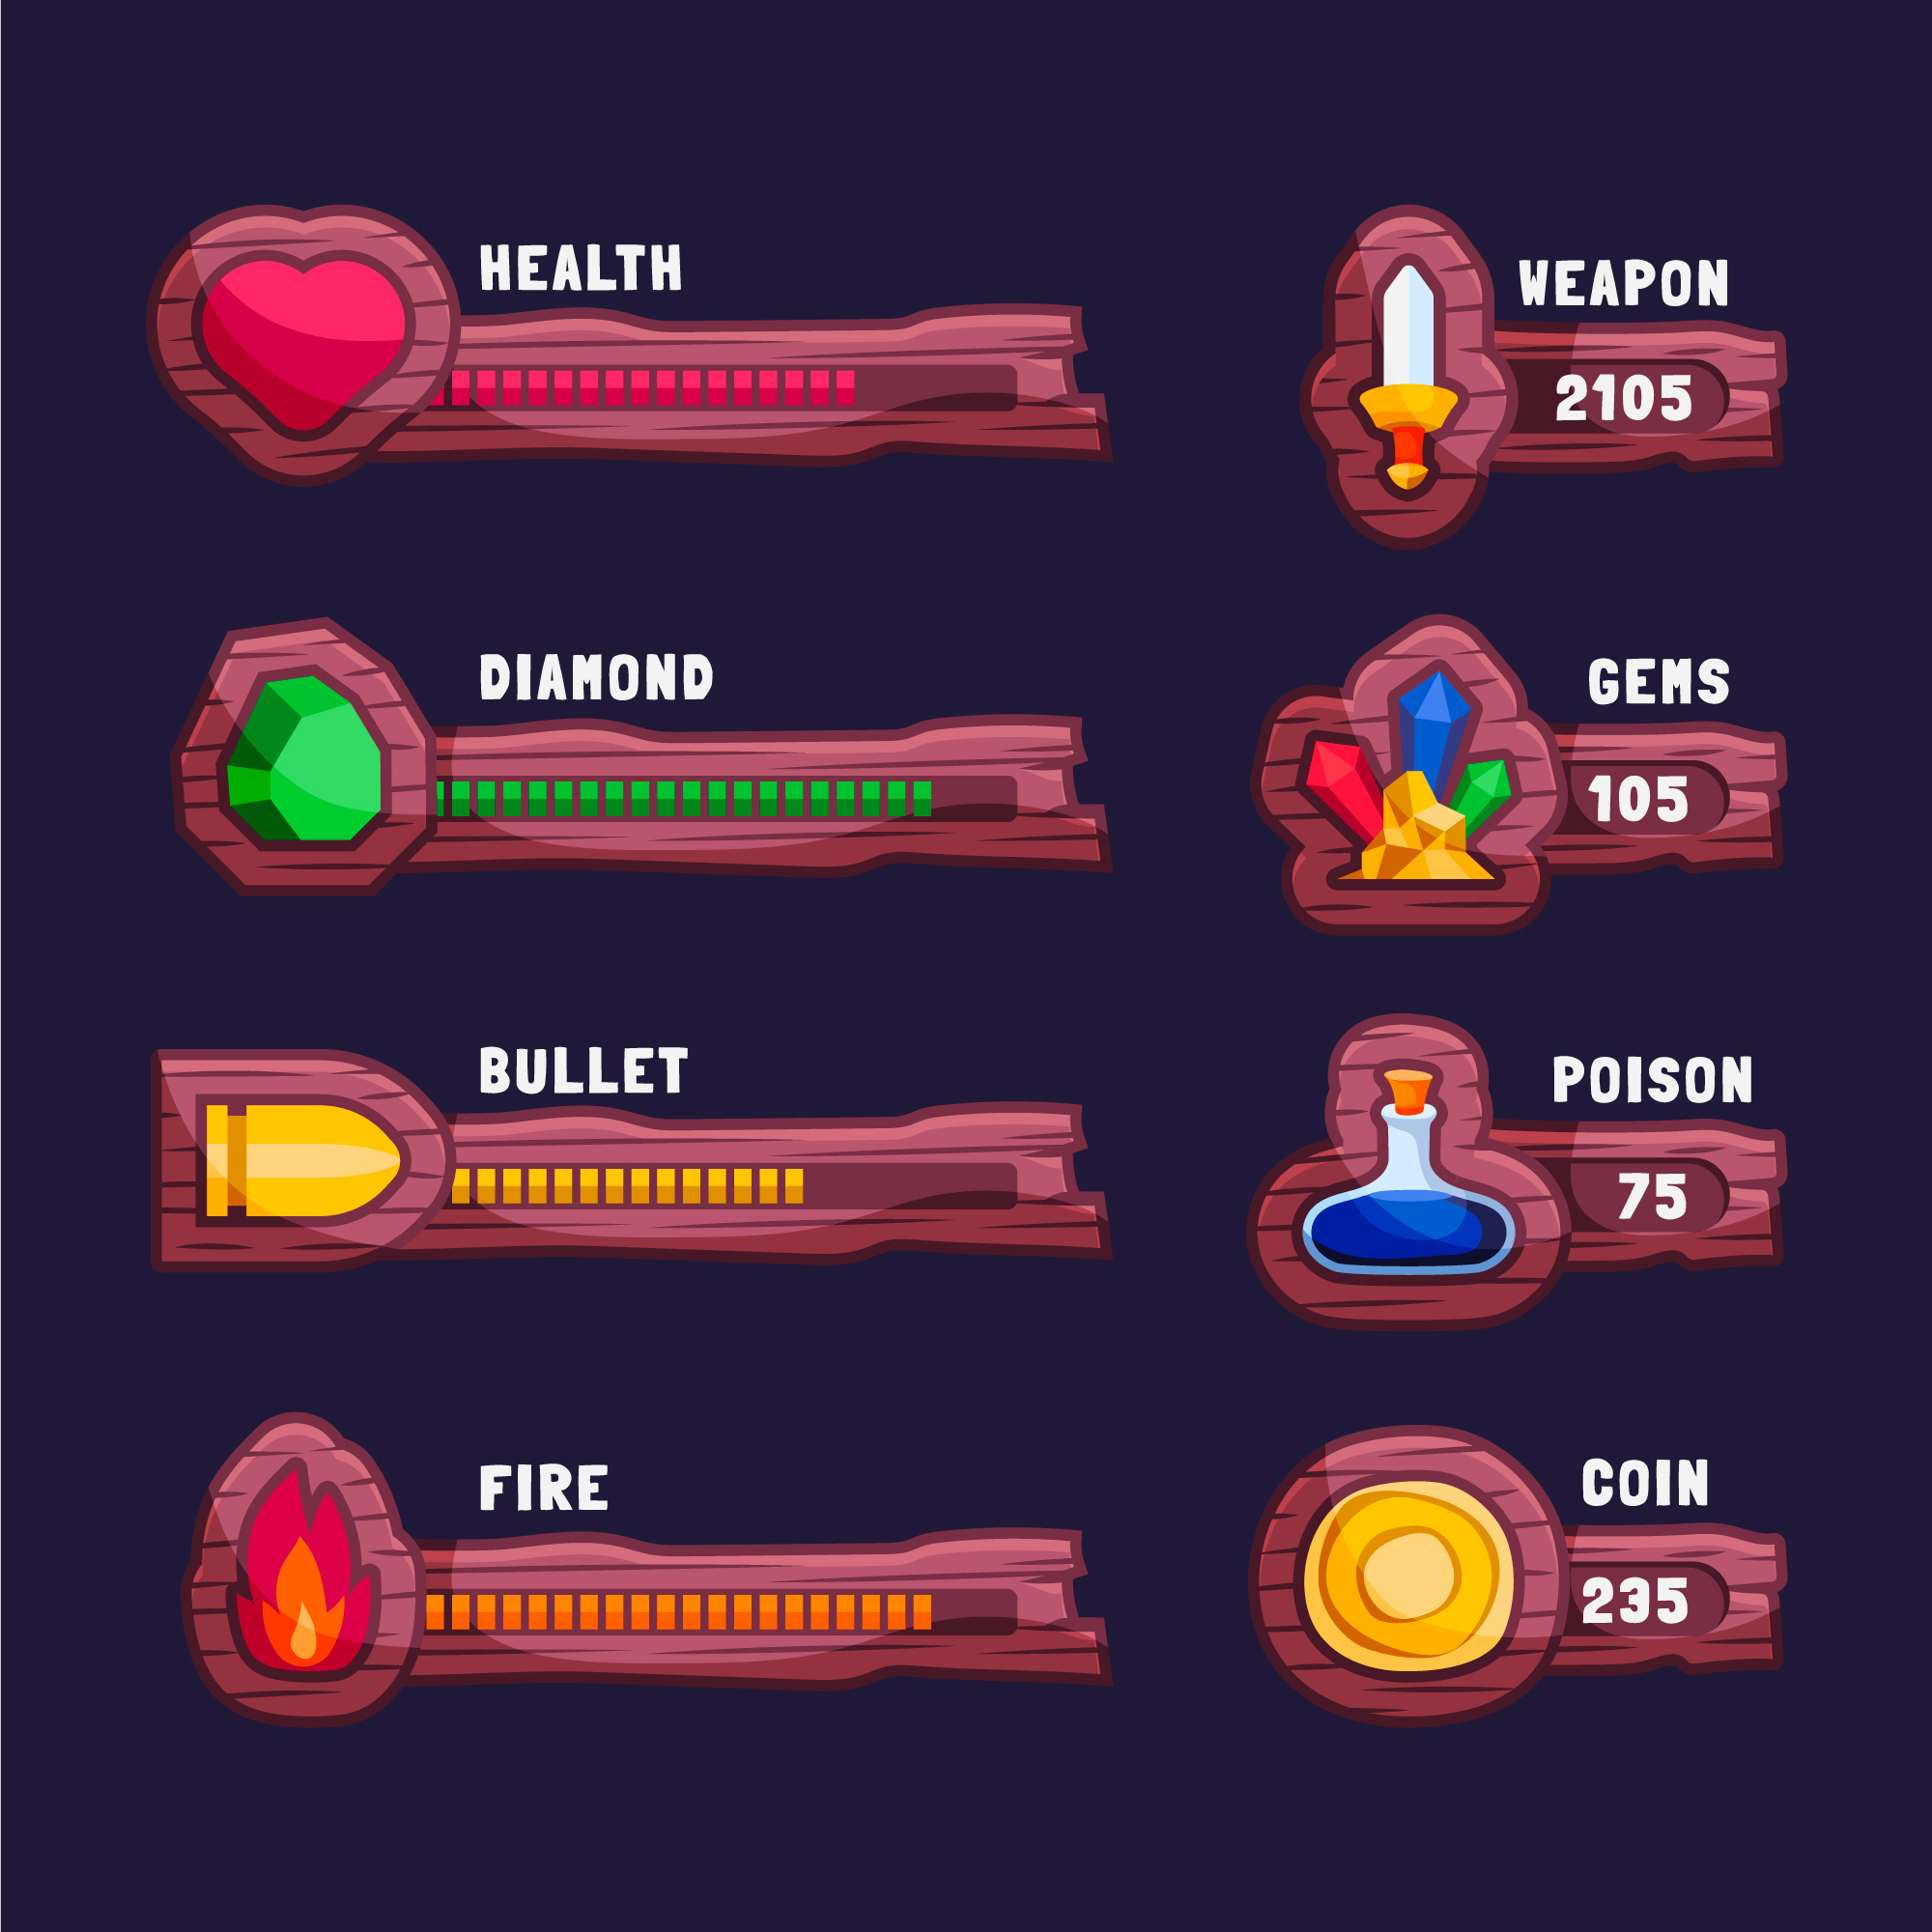 HEALTH
WEAPON
2105
DIAMOND
GEMS
105
BULLET
POISON
75
FIRE
COIN
235